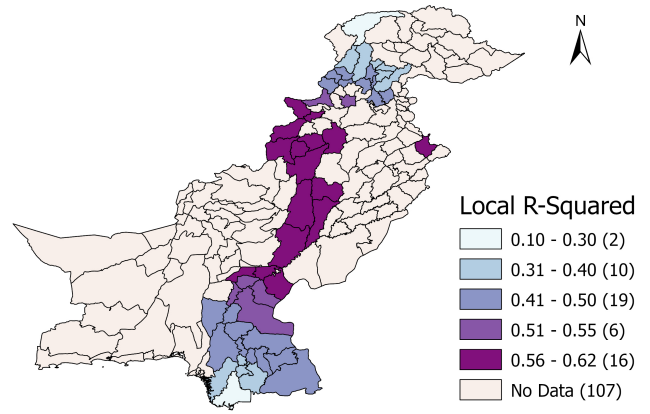 N
Local R-Squared
0.10 - 0.30 (2)
0.31 - 0.40 (10)
0.41 - 0.50 (19)
0.51 - 0.55 (6)
0.56 - 0.62 (16)
No Data (107)